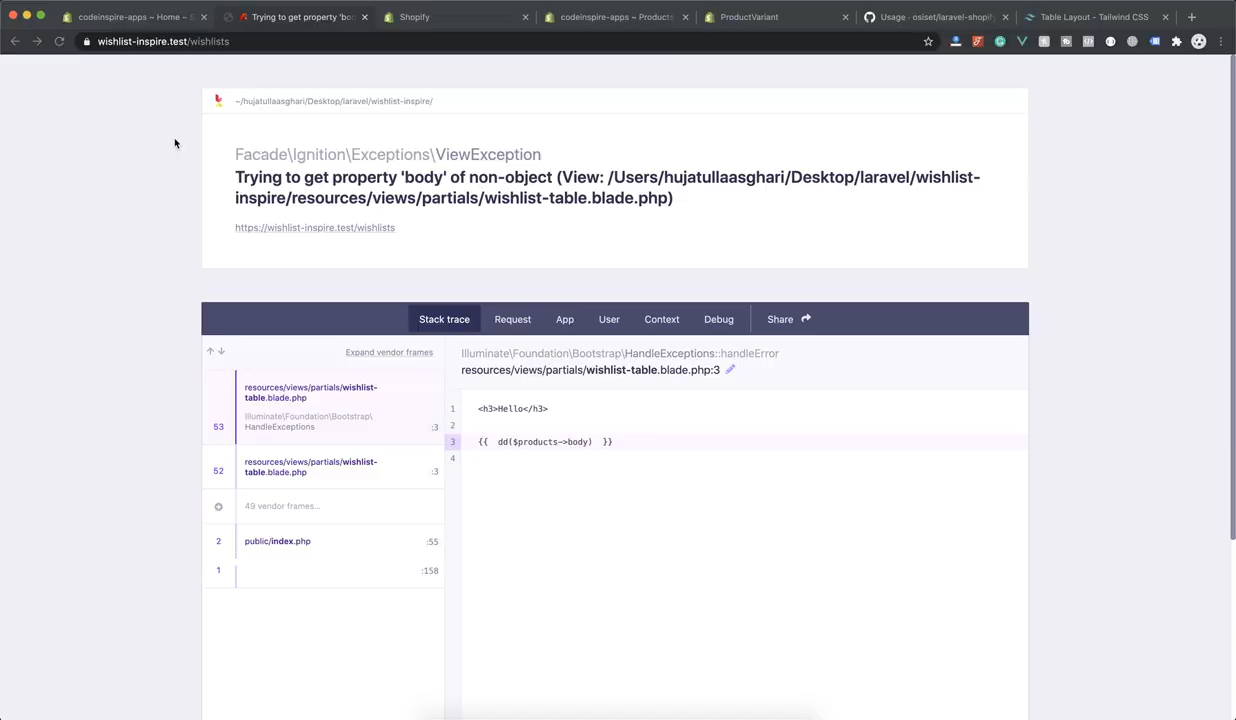 codeinspire-apps ~ Home ~ S
Trying to get property 'bo
Shopify
codeinspire-apps ~ Products
ProductVariant
Usage · osiset/laravel-shopify
Table Layout - Tailwind CSS
wishlist-inspire.test/wishlists
~/hujatullaasghari/Desktop/laravel/wishlist-inspire/
Facade\Ignition\Exceptions\ViewException
Trying to get property 'body' of non-object (View: /Users/hujatullaasghari/Desktop/laravel/wishlist-
inspire/resources/views/partials/wishlist-table.blade.php)
https://wishlist-inspire.test/wishlists
Stack trace
Request
App
User
Context
Debug
Share
Expand vendor frames
resources/views/partials/wishlist-
table.blade.php
Illuminate\Foundation\Bootstrap\
HandleExceptions
53
:3
resources/views/partials/wishlist-
table.blade.php
52
:3
49 vendor frames...
2 public/index.php :55
1 :158
Illuminate\Foundation\Bootstrap\HandleExceptions::handleError
resources/views/partials/wishlist-table.blade.php:3
1 <h3>Hello</h3>
2
3 {{ dd($products->body) }}
4